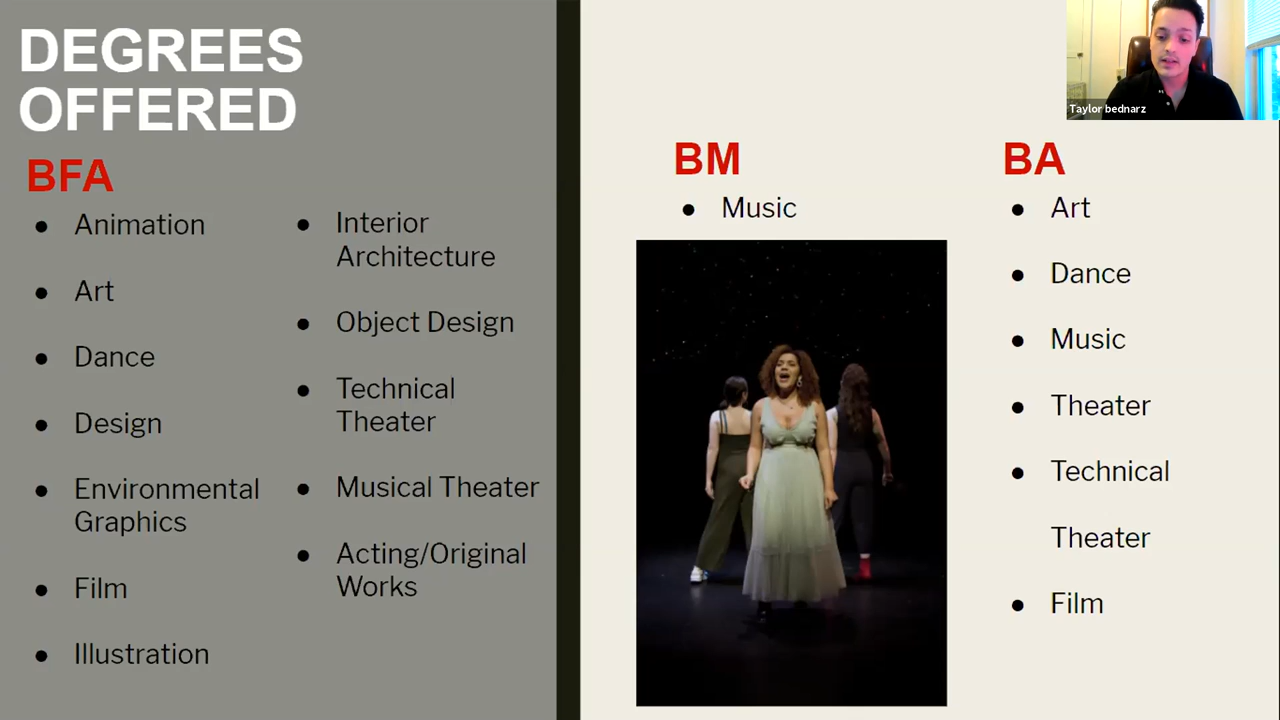 DEGREES
OFFERED
BFA
Animation
Art
Dance
Design
Environmental
Graphics
Film
Illustration
Interior
Architecture
Object Design
Technical
Theater
Musical Theater
Acting/Original
Works
BM
Music
BA
Art
Dance
Music
Theater
Technical
Theater
Film
Taylor bednarz